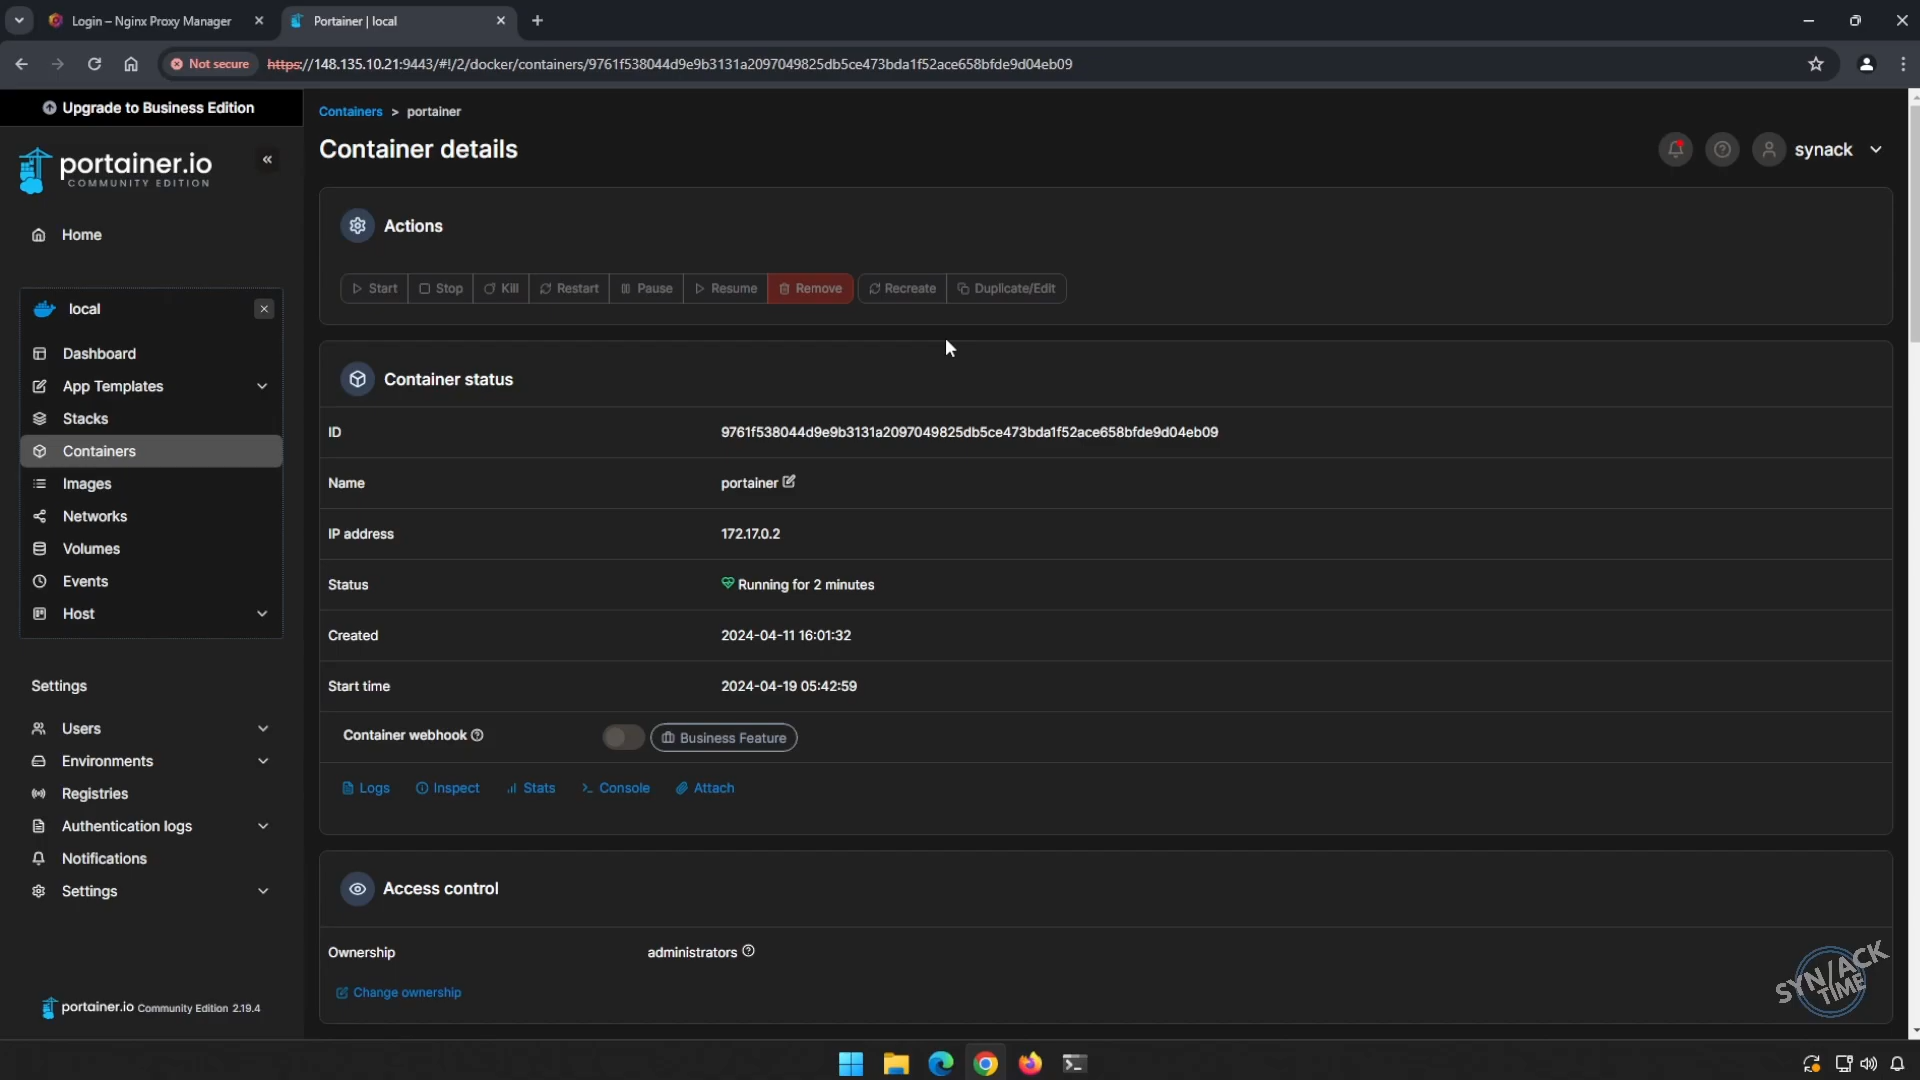 Login – Nginx Proxy Manager
Portainer | local
Not secure
https://148.135.10.21:9443/#!/2/docker/containers/9761f538044d9e9b3131a2097049825db5ce473bda1f52ace658bfde9d04eb09
Upgrade to Business Edition
portainer.io
COMMUNITY EDITION
Home
local
Dashboard
App Templates
Stacks
Containers
Images
Networks
Volumes
Events
Host
Settings
Users
Environments
Registries
Authentication logs
Notifications
Settings
portainer.io Community Edition 2.19.4
Containers > portainer
Container details
synack
Actions
Start Stop Kill Restart Pause Resume Remove Recreate Duplicate/Edit
Container status
ID 9761f538044d9e9b3131a2097049825db5ce473bda1f52ace658bfde9d04eb09
Name portainer
IP address 172.17.0.2
Status Running for 2 minutes
Created 2024-04-11 16:01:32
Start time 2024-04-19 05:42:59
Container webhook Business Feature
Logs Inspect Stats Console Attach
Access control
Ownership administrators
Change ownership
SYN/ACK
TIME